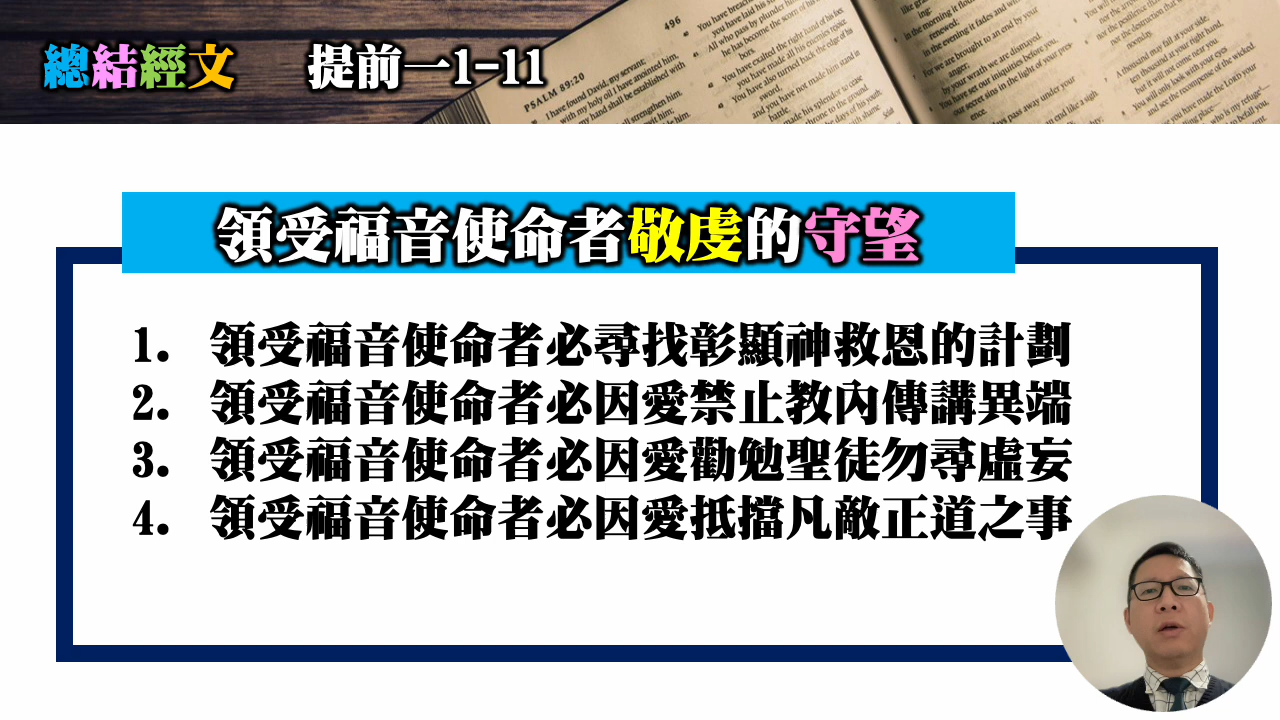 總結經文 提前一1-11
496
PSALM 89:20
領受福音使命者敬虔的守望
1. 領受福音使命者必尋找彰顯神救恩的計劃
2. 領受福音使命者必因愛禁止教內傳講異端
3. 領受福音使命者必因愛勸勉聖徒勿尋虛妄
4. 領受福音使命者必因愛抵擋凡敵正道之事